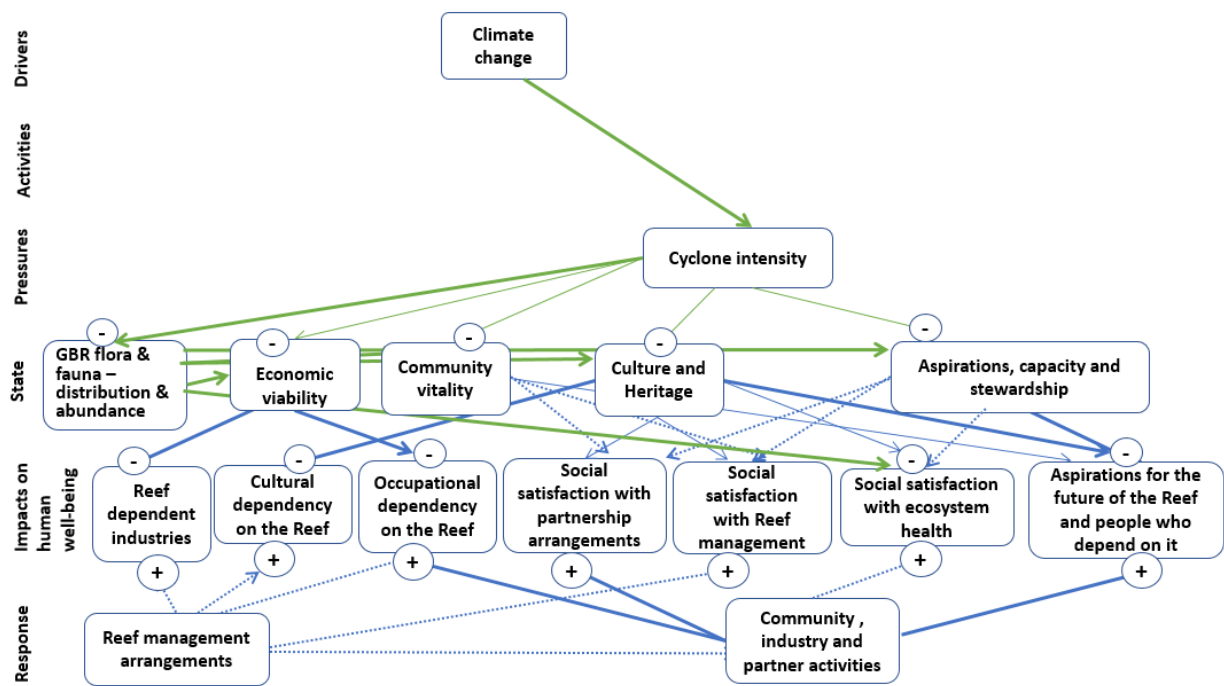 Drivers
Climate
change
Activities
Pressures
Cyclone intensity
State
-
-
-
-
-
GBR flora &
fauna –
distribution &
abundance
Economic
viability
Community
vitality
Culture and
Heritage
Aspirations, capacity and
stewardship
Impacts on
human
well-being
-
-
-
-
-
Reef
dependent
industries
Cultural
dependency
on the Reef
Occupational
dependency
on the Reef
Social
satisfaction with
partnership
arrangements
Social
satisfaction
with Reef
management
Social satisfaction
with ecosystem
health
Aspirations for the
future of the Reef
and people who
depend on it
+
+
+
+
+
+
+
Response
Reef management
arrangements
Community ,
industry and
partner activities